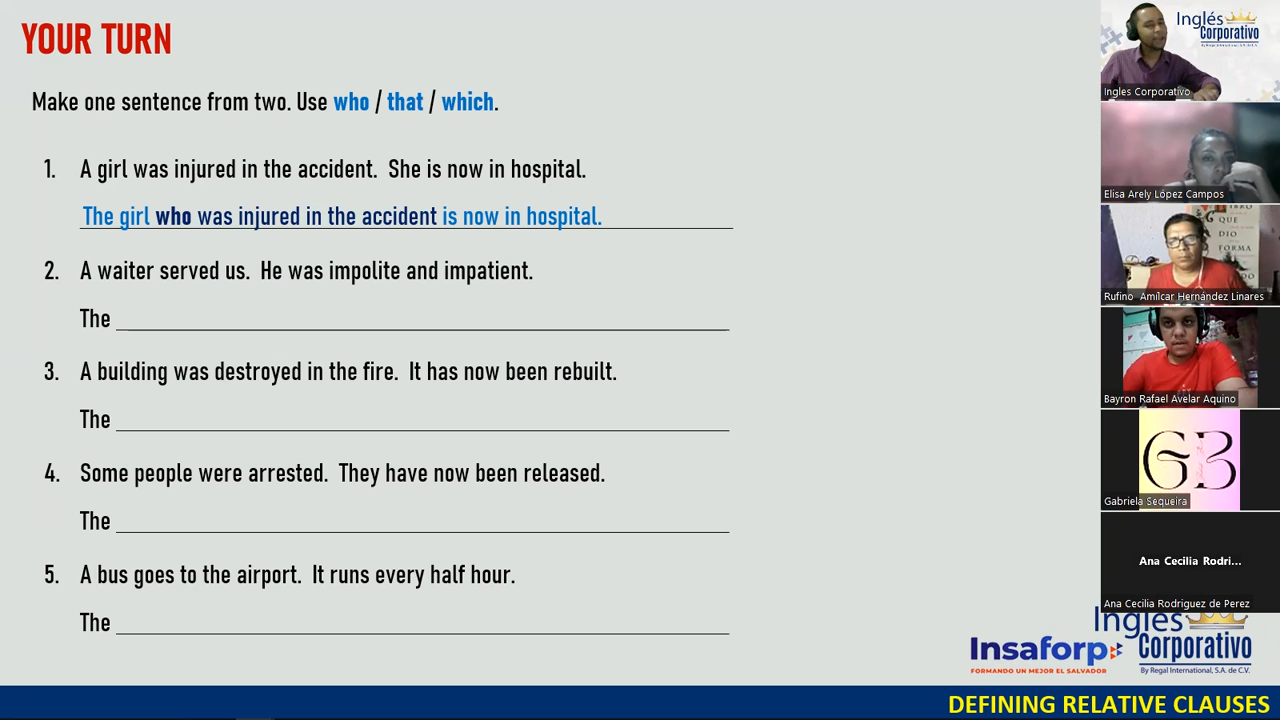 YOUR TURN
Make one sentence from two. Use who / that / which.
1. A girl was injured in the accident. She is now in hospital.
The girl who was injured in the accident is now in hospital.
2. A waiter served us. He was impolite and impatient.
The
3. A building was destroyed in the fire. It has now been rebuilt.
The
4. Some people were arrested. They have now been released.
The
5. A bus goes to the airport. It runs every half hour.
The
Inglés
Corporativo
Ingles Corporativo
Elisa Arely López Campos
QUE
DIO
FORMA
Rufino Amílcar Hernández Linares
Bayron Rafael Avelar Aquino
GB
Gabriela Sequeira
Ana Cecilia Rodri...
Ana Cecilia Rodriguez de Perez
Inglés
Corporativo
By Regal International, S.A. de C.V.
Insaforp
FORMANDO UN MEJOR EL SALVADOR
DEFINING RELATIVE CLAUSES